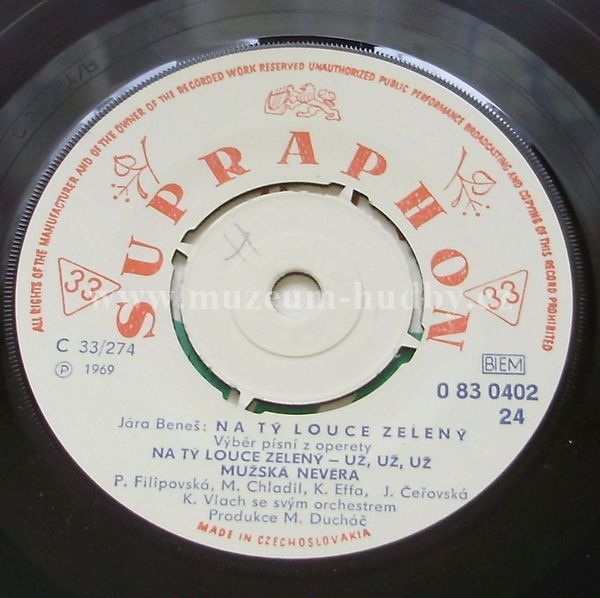 ALL RIGHTS OF THE MANUFACTURER AND OF THE OWNER OF THE RECORDED WORK RESERVED UNAUTHORIZED PUBLIC PERFORMANCE BROADCASTING AND COPYING OF THIS RECORD PROHIBITED
SUPRAPHON
33
33
www.muzeum-hudby.cz
C 33/274
Ⓟ 1969
BIEM
0 83 0402
24
Jára Beneš: NA TÝ LOUCE ZELENÝ
Výběr písní z operety
NA TÝ LOUCE ZELENÝ – UŽ, UŽ, UŽ
MUŽSKÁ NEVĚRA
P. Filipovská, M. Chladil, K. Effa, J. Čeřovská
K. Vlach se svým orchestrem
Produkce M. Ducháč
MADE IN CZECHOSLOVAKIA